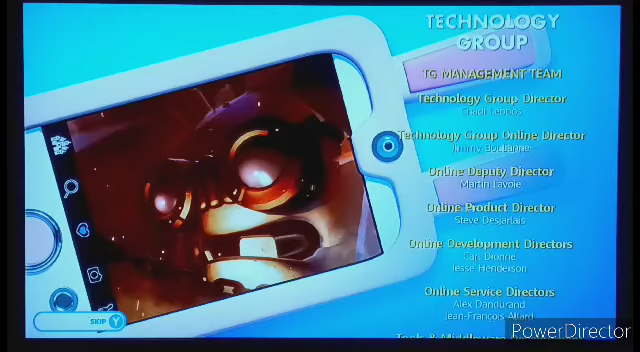 TECHNOLOGY
GROUP
TG MANAGEMENT TEAM
Technology Group Director
Chadi Lebbos
Technology Group Online Director
Jimmy Boulianne
Online Deputy Director
Martin Lavoie
Online Product Director
Steve Desjarlais
Online Development Directors
Carl Dionne
Jesse Henderson
Online Service Directors
Alex Dandurand
Jean-François Allard
SKIP Y
PowerDirector